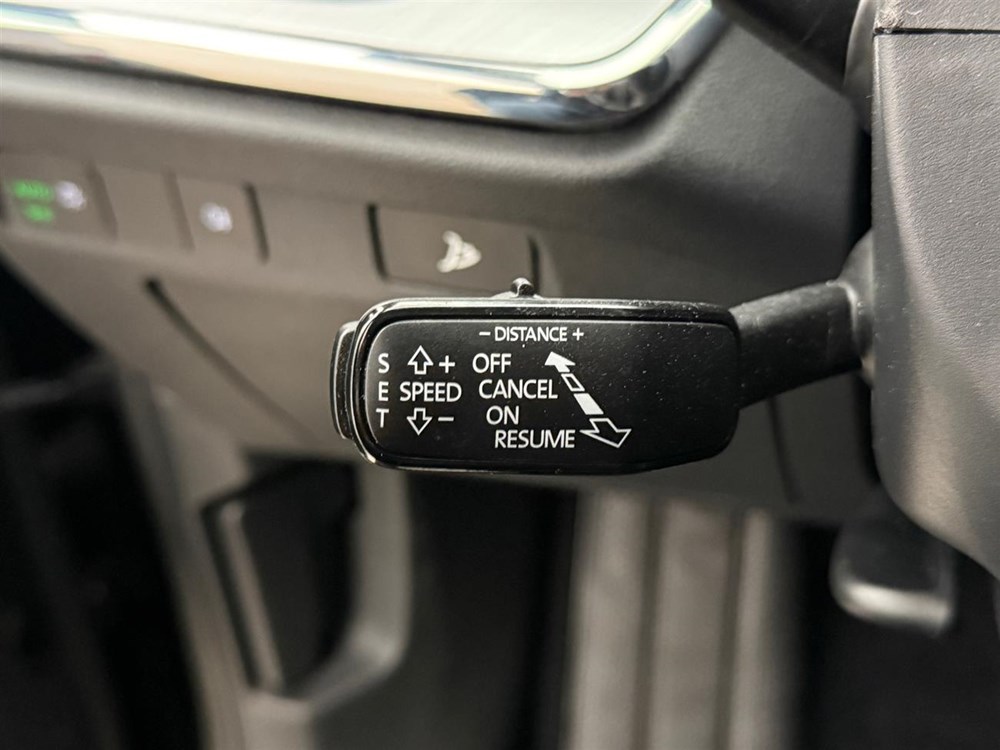 − DISTANCE +
S ⇧ + OFF
E SPEED CANCEL
T ⇩ − ON
RESUME